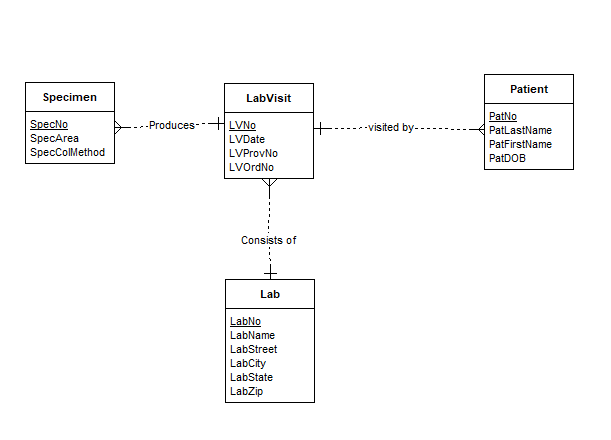 Specimen
SpecNo
SpecArea
SpecColMethod
Produces
LabVisit
LVNo
LVDate
LVProvNo
LVOrdNo
visited by
Patient
PatNo
PatLastName
PatFirstName
PatDOB
Consists of
Lab
LabNo
LabName
LabStreet
LabCity
LabState
LabZip